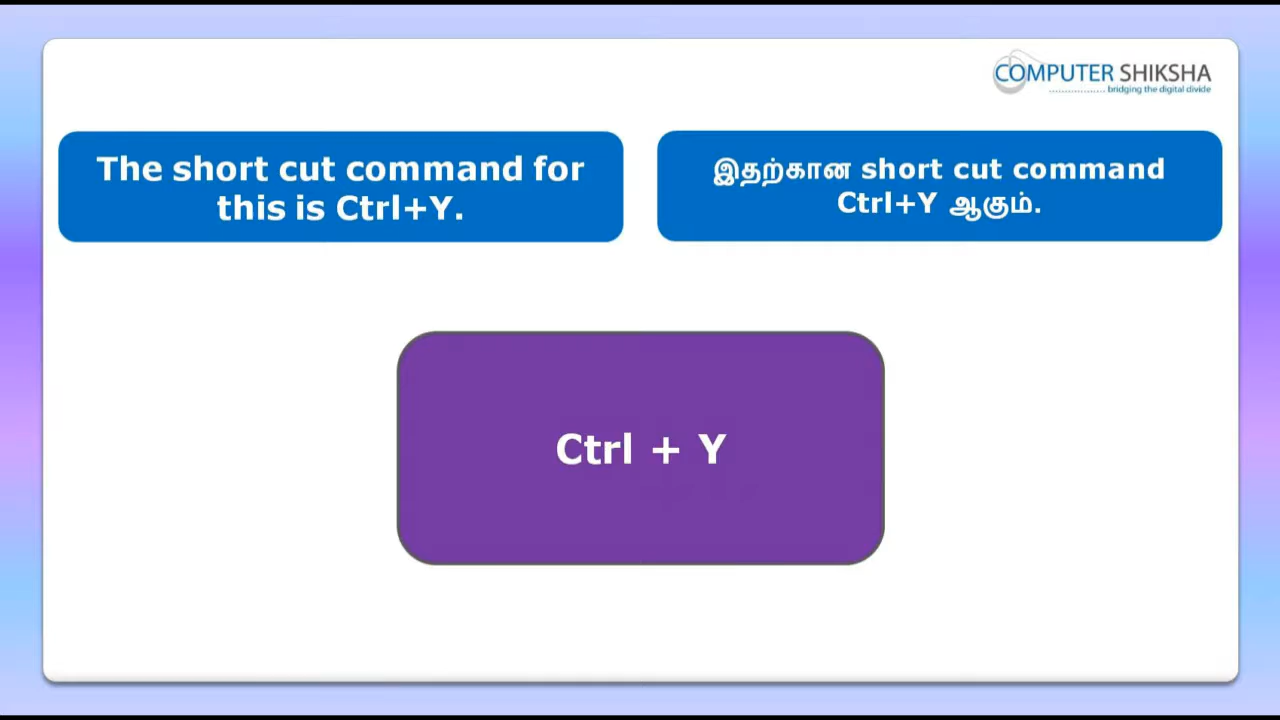 COMPUTER SHIKSHA
bridging the digital divide
The short cut command for
this is Ctrl+Y.
இதற்கான short cut command
Ctrl+Y ஆகும்.
Ctrl + Y